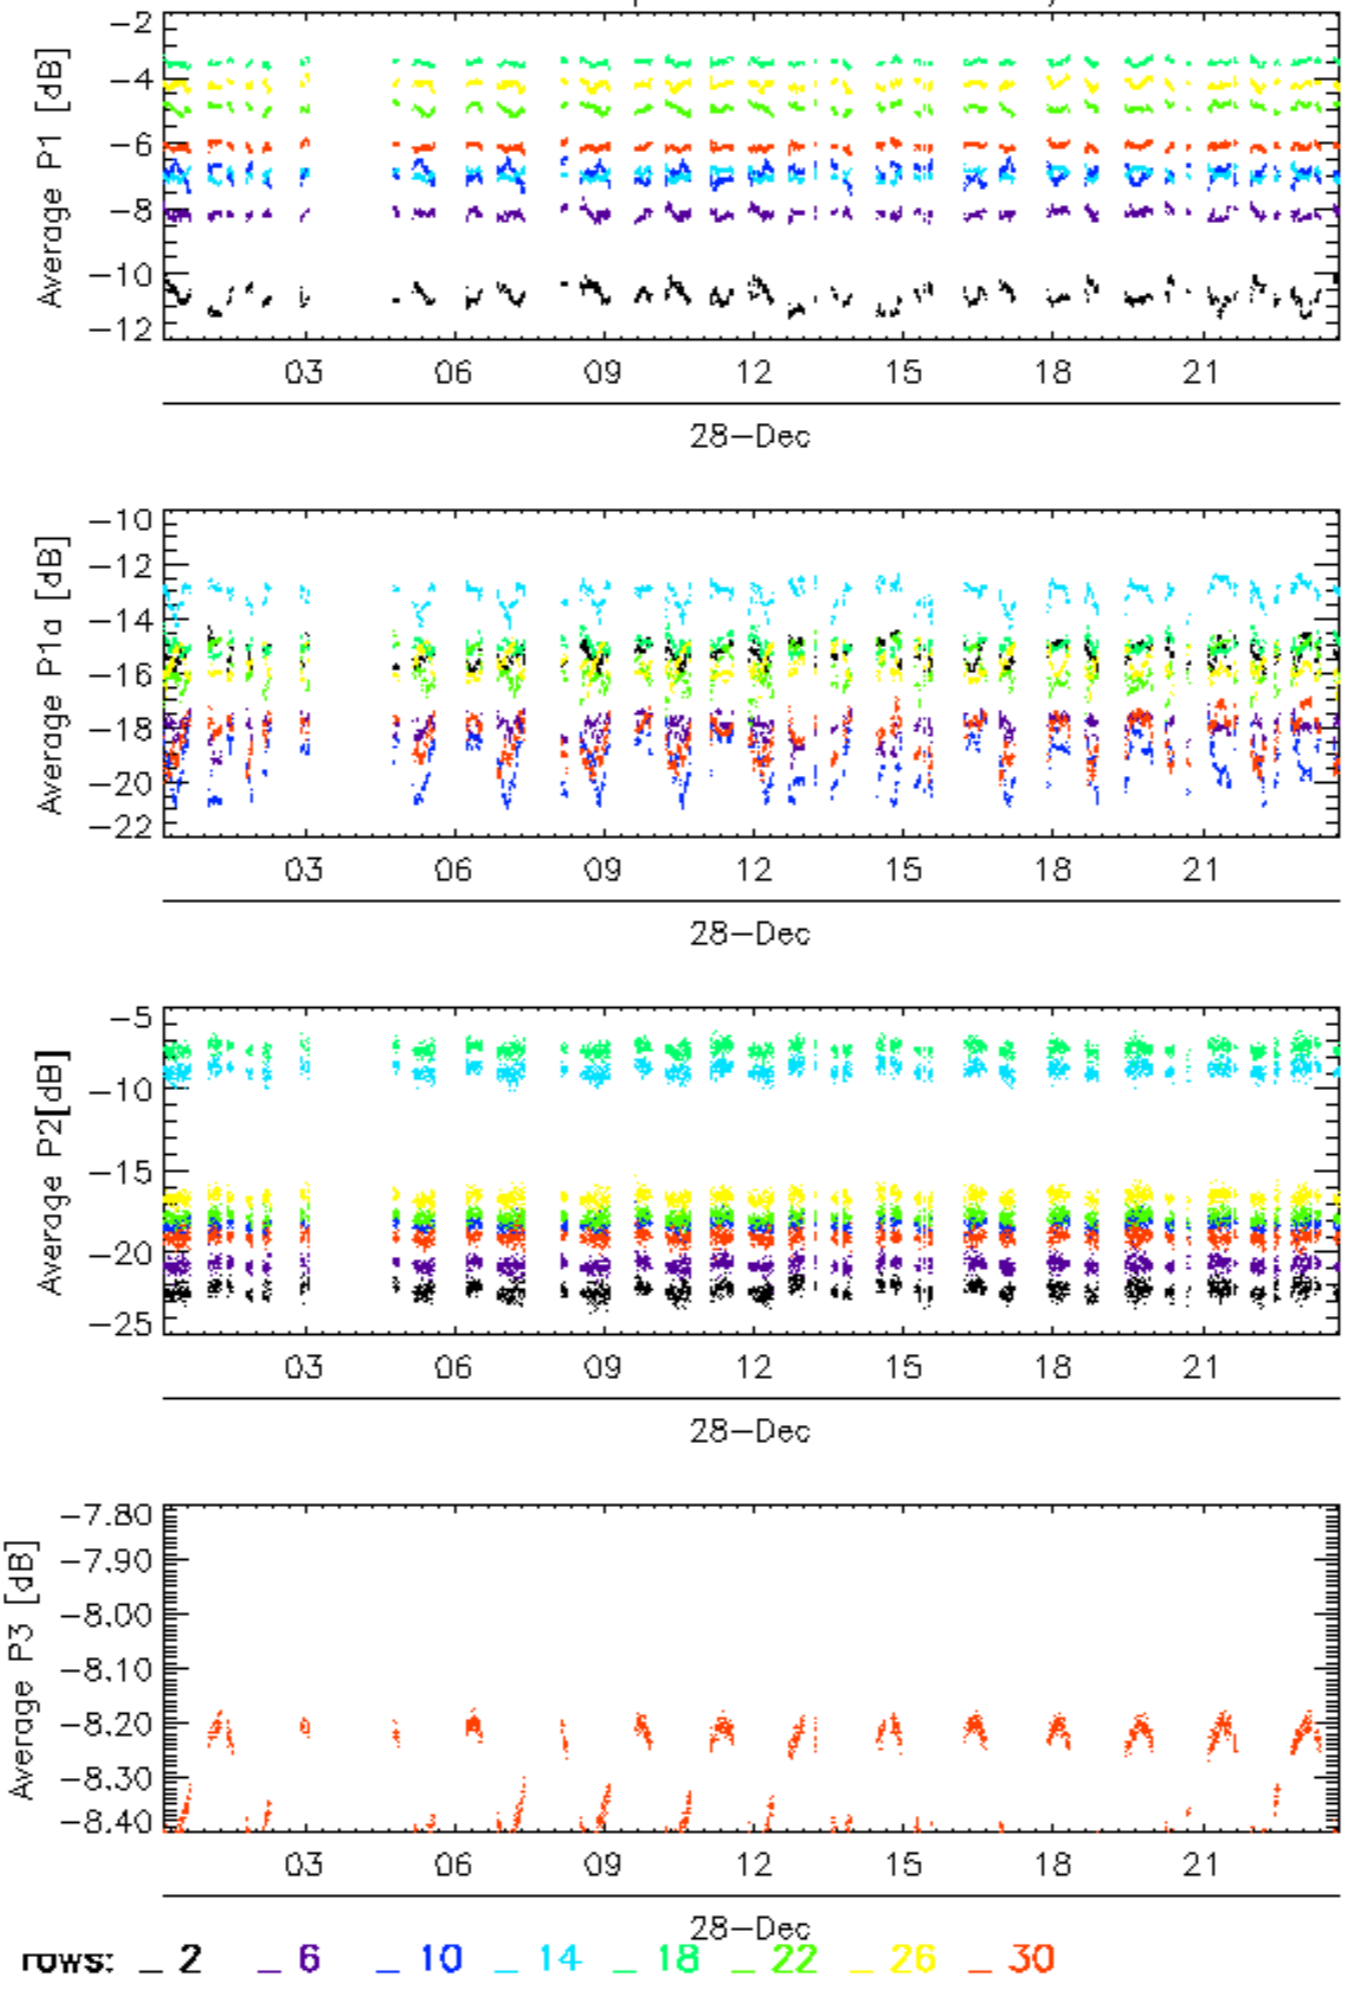 Average P1 [dB]
-2
-4
-6
-8
-10
-12
03 06 09 12 15 18 21
28-Dec
Average P1a [dB]
-10
-12
-14
-16
-18
-20
-22
03 06 09 12 15 18 21
28-Dec
Average P2[dB]
-5
-10
-15
-20
-25
03 06 09 12 15 18 21
28-Dec
Average P3 [dB]
-7.80
-7.90
-8.00
-8.10
-8.20
-8.30
-8.40
03 06 09 12 15 18 21
28-Dec
rows: _ 2 _ 6 _ 10 _ 14 _ 18 _ 22 _ 26 _ 30